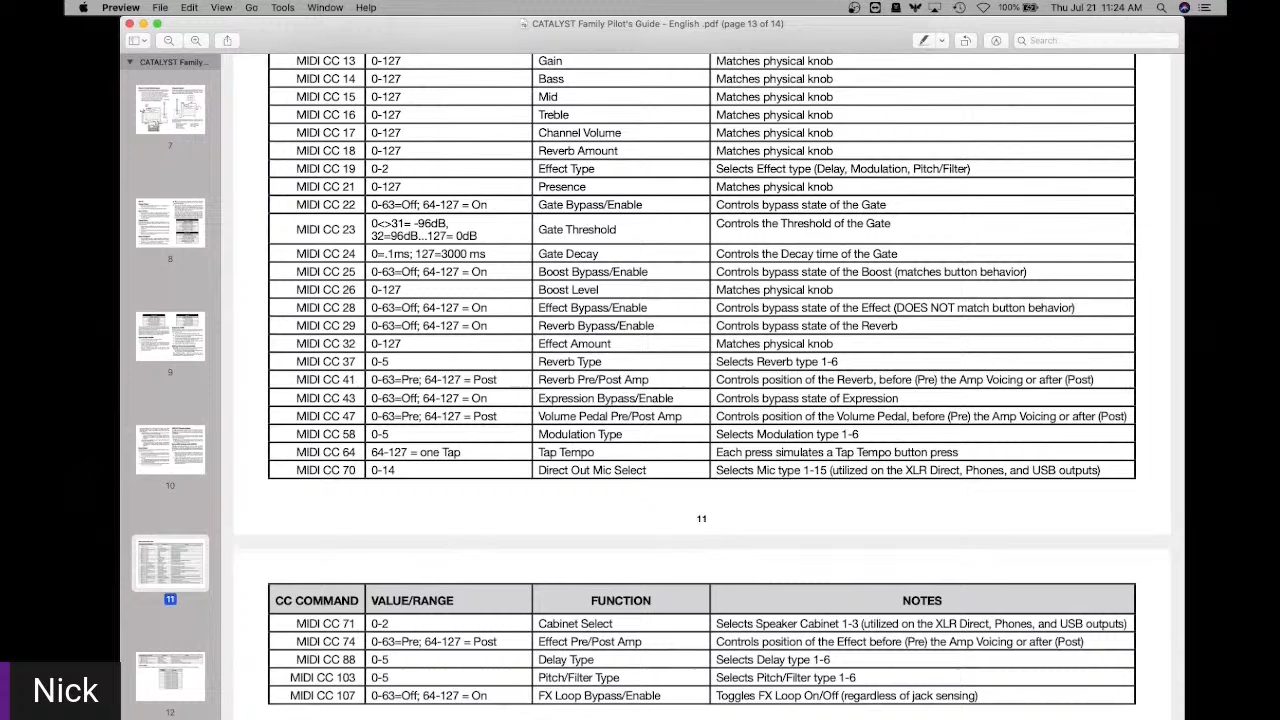 Preview File Edit View Go Tools Window Help 100% Thu Jul 21 11:24 AM
CATALYST Family Pilot's Guide - English .pdf (page 13 of 14)
Search
CATALYST Family...
7
8
9
10
11
12
MIDI CC 13 0-127 Gain Matches physical knob
MIDI CC 14 0-127 Bass Matches physical knob
MIDI CC 15 0-127 Mid Matches physical knob
MIDI CC 16 0-127 Treble Matches physical knob
MIDI CC 17 0-127 Channel Volume Matches physical knob
MIDI CC 18 0-127 Reverb Amount Matches physical knob
MIDI CC 19 0-2 Effect Type Selects Effect type (Delay, Modulation, Pitch/Filter)
MIDI CC 21 0-127 Presence Matches physical knob
MIDI CC 22 0-63=Off; 64-127 = On Gate Bypass/Enable Controls bypass state of the Gate
MIDI CC 23 0<>31= -96dB, Gate Threshold Controls the Threshold of the Gate
32=96dB...127= 0dB
MIDI CC 24 0=.1ms; 127=3000 ms Gate Decay Controls the Decay time of the Gate
MIDI CC 25 0-63=Off; 64-127 = On Boost Bypass/Enable Controls bypass state of the Boost (matches button behavior)
MIDI CC 26 0-127 Boost Level Matches physical knob
MIDI CC 28 0-63=Off; 64-127 = On Effect Bypass/Enable Controls bypass state of the Effect (DOES NOT match button behavior)
MIDI CC 29 0-63=Off; 64-127 = On Reverb Bypass/Enable Controls bypass state of the Reverb
MIDI CC 30 0-127 Effect Amount Matches physical knob
MIDI CC 37 0-5 Reverb Type Selects Reverb type 1-6
MIDI CC 41 0-63=Pre; 64-127 = Post Reverb Pre/Post Amp Controls position of the Reverb, before (Pre) the Amp Voicing or after (Post)
MIDI CC 43 0-63=Off; 64-127 = On Expression Bypass/Enable Controls bypass state of Expression
MIDI CC 47 0-63=Pre; 64-127 = Post Volume Pedal Pre/Post Amp Controls position of the Volume Pedal, before (Pre) the Amp Voicing or after (Post)
MIDI CC 58 0-5 Modulation Type Selects Modulation type 1-6
MIDI CC 64 64-127 = one Tap Tap Tempo Each press simulates a Tap Tempo button press
MIDI CC 70 0-14 Direct Out Mic Select Selects Mic type 1-15 (utilized on the XLR Direct, Phones, and USB outputs)
11
CC COMMAND VALUE/RANGE FUNCTION NOTES
MIDI CC 71 0-2 Cabinet Select Selects Speaker Cabinet 1-3 (utilized on the XLR Direct, Phones, and USB outputs)
MIDI CC 74 0-63=Pre; 64-127 = Post Effect Pre/Post Amp Controls position of the Effect before (Pre) the Amp Voicing or after (Post)
MIDI CC 88 0-5 Delay Type Selects Delay type 1-6
MIDI CC 103 0-5 Pitch/Filter Type Selects Pitch/Filter type 1-6
MIDI CC 107 0-63=Off; 64-127 = On FX Loop Bypass/Enable Toggles FX Loop On/Off (regardless of jack sensing)
Nick